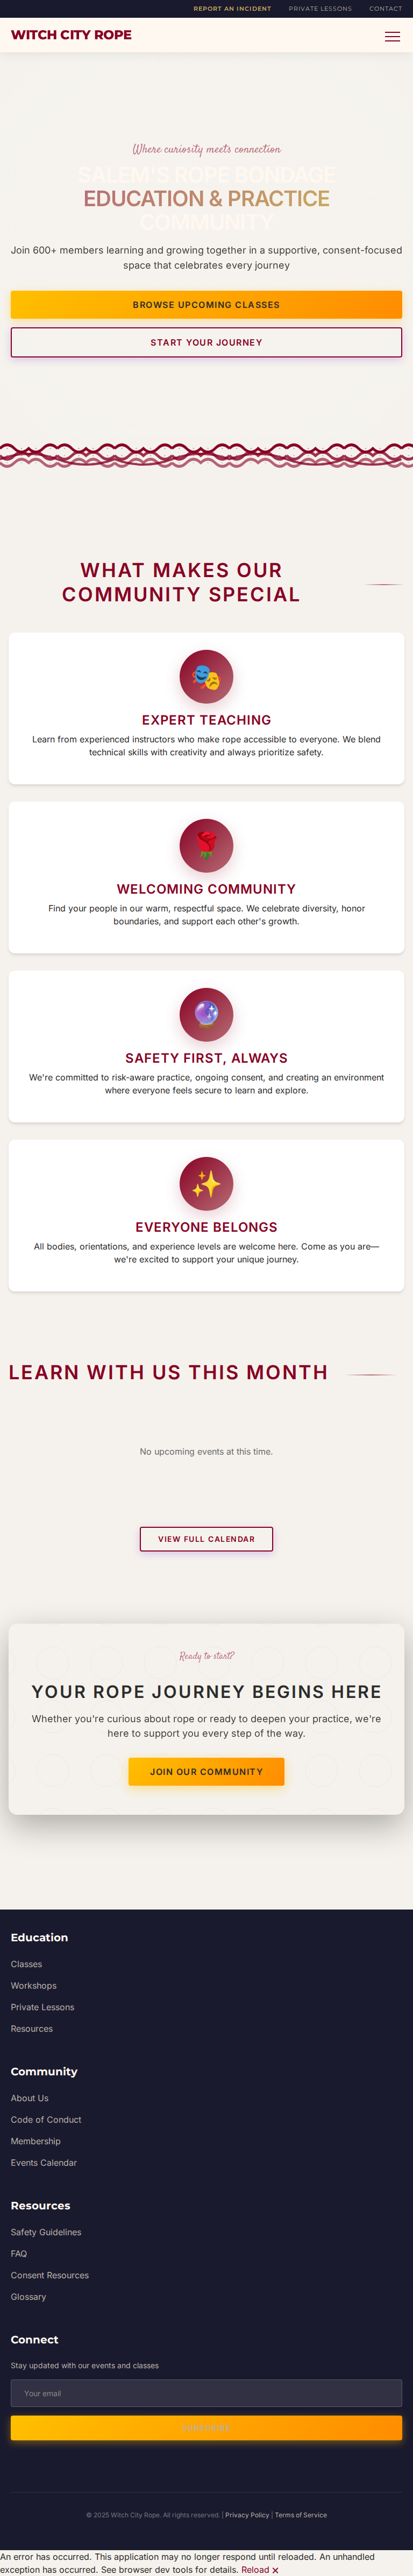 REPORT AN INCIDENT PRIVATE LESSONS CONTACT
WITCH CITY ROPE
Where curiosity meets connection
SALEM'S ROPE BONDAGE
EDUCATION & PRACTICE
COMMUNITY
Join 600+ members learning and growing together in a supportive, consent-focused
space that celebrates every journey
BROWSE UPCOMING CLASSES
START YOUR JOURNEY
WHAT MAKES OUR
COMMUNITY SPECIAL
EXPERT TEACHING
Learn from experienced instructors who make rope accessible to everyone. We blend
technical skills with creativity and always prioritize safety.
WELCOMING COMMUNITY
Find your people in our warm, respectful space. We celebrate diversity, honor
boundaries, and support each other's growth.
SAFETY FIRST, ALWAYS
We're committed to risk-aware practice, ongoing consent, and creating an environment
where everyone feels secure to learn and explore.
EVERYONE BELONGS
All bodies, orientations, and experience levels are welcome here. Come as you are—
we're excited to support your unique journey.
LEARN WITH US THIS MONTH
No upcoming events at this time.
VIEW FULL CALENDAR
Ready to start?
YOUR ROPE JOURNEY BEGINS HERE
Whether you're curious about rope or ready to deepen your practice, we're
here to support you every step of the way.
JOIN OUR COMMUNITY
Education
Classes
Workshops
Private Lessons
Resources
Community
About Us
Code of Conduct
Membership
Events Calendar
Resources
Safety Guidelines
FAQ
Consent Resources
Glossary
Connect
Stay updated with our events and classes
Your email
SUBSCRIBE
© 2025 Witch City Rope. All rights reserved. | Privacy Policy | Terms of Service
An error has occurred. This application may no longer respond until reloaded. An unhandled
exception has occurred. See browser dev tools for details. Reload ✕